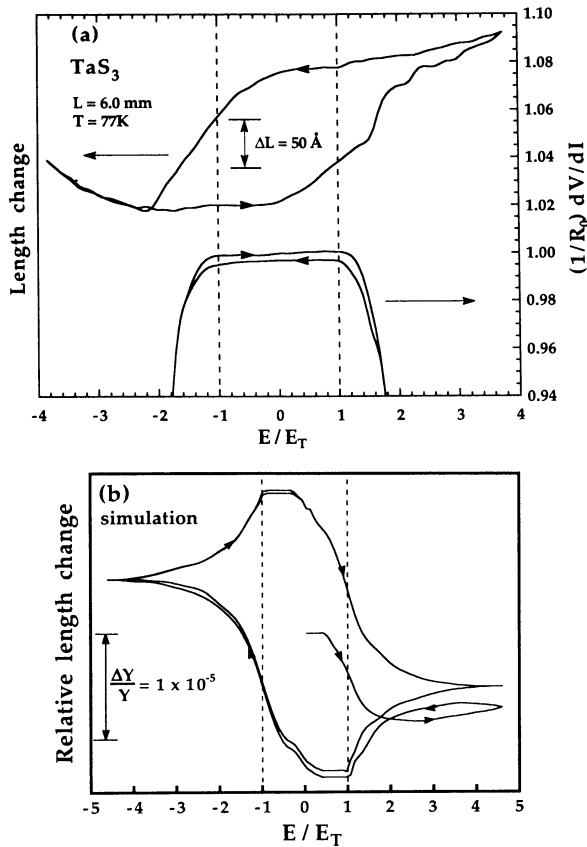 (a)
TaS₃
L = 6.0 mm
T = 77K
ΔL = 50 Å
Length change
(1/R₀) dV/dI
1.10
1.08
1.06
1.04
1.02
1.00
0.98
0.96
0.94
-4 -3 -2 -1 0 1 2 3 4
E / E_T
(b)
simulation
Relative length change
ΔY
Y = 1 x 10⁻⁵
-5 -4 -3 -2 -1 0 1 2 3 4 5
E / E_T